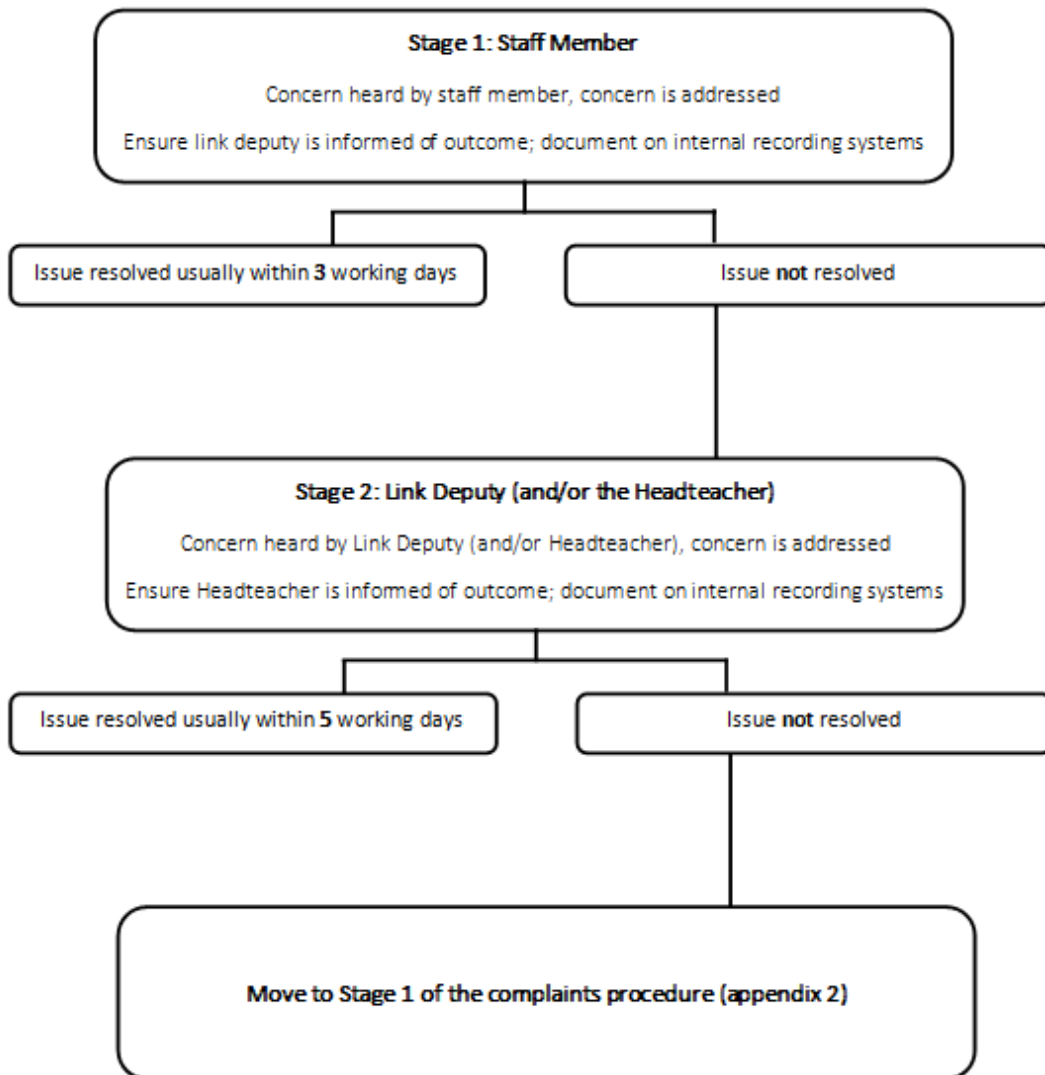 Stage 1: Staff Member
Concern heard by staff member, concern is addressed
Ensure link deputy is informed of outcome; document on internal recording systems
Issue resolved usually within 3 working days
Issue not resolved
Stage 2: Link Deputy (and/or the Headteacher)
Concern heard by Link Deputy (and/or Headteacher), concern is addressed
Ensure Headteacher is informed of outcome; document on internal recording systems
Issue resolved usually within 5 working days
Issue not resolved
Move to Stage 1 of the complaints procedure (appendix 2)